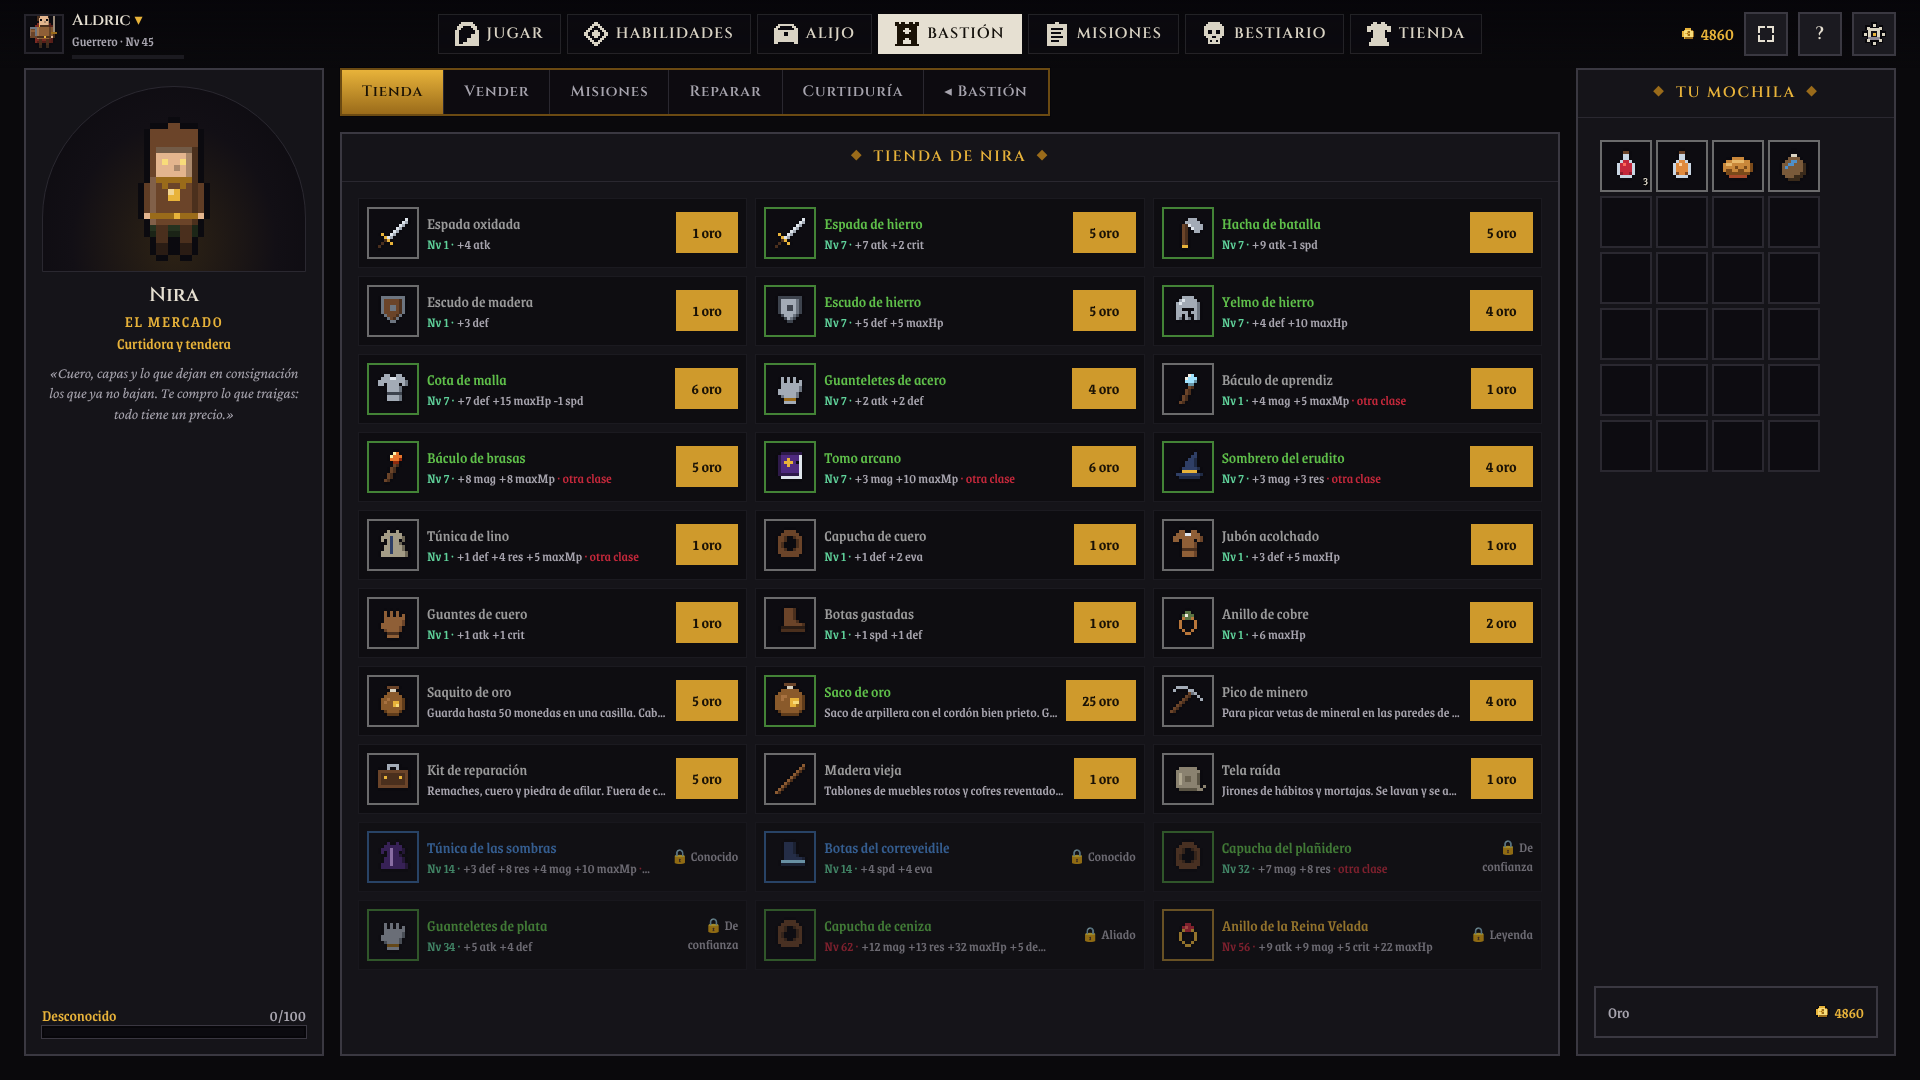 ALDRIC ▾
Guerrero · Nv 45
JUGAR
HABILIDADES
ALIJO
BASTIÓN
MISIONES
BESTIARIO
TIENDA
4860
?
TIENDA
VENDER
MISIONES
REPARAR
CURTIDURÍA
◂ BASTIÓN
NIRA
EL MERCADO
Curtidora y tendera
«Cuero, capas y lo que dejan en consignación
los que ya no bajan. Te compro lo que traigas:
todo tiene un precio.»
Desconocido 0/100
◆ TIENDA DE NIRA ◆
Espada oxidada
Nv 1 · +4 atk
1 oro
Espada de hierro
Nv 7 · +7 atk +2 crit
5 oro
Hacha de batalla
Nv 7 · +9 atk -1 spd
5 oro
Escudo de madera
Nv 1 · +3 def
1 oro
Escudo de hierro
Nv 7 · +5 def +5 maxHp
5 oro
Yelmo de hierro
Nv 7 · +4 def +10 maxHp
4 oro
Cota de malla
Nv 7 · +7 def +15 maxHp -1 spd
6 oro
Guanteletes de acero
Nv 7 · +2 atk +2 def
4 oro
Báculo de aprendiz
Nv 1 · +4 mag +5 maxMp · otra clase
1 oro
Báculo de brasas
Nv 7 · +8 mag +8 maxMp · otra clase
5 oro
Tomo arcano
Nv 7 · +3 mag +10 maxMp · otra clase
6 oro
Sombrero del erudito
Nv 7 · +3 mag +3 res · otra clase
4 oro
Túnica de lino
Nv 1 · +1 def +4 res +5 maxMp · otra clase
1 oro
Capucha de cuero
Nv 1 · +1 def +2 eva
1 oro
Jubón acolchado
Nv 1 · +3 def +5 maxHp
1 oro
Guantes de cuero
Nv 1 · +1 atk +1 crit
1 oro
Botas gastadas
Nv 1 · +1 spd +1 def
1 oro
Anillo de cobre
Nv 1 · +6 maxHp
2 oro
Saquito de oro
Guarda hasta 50 monedas en una casilla. Cab...
5 oro
Saco de oro
Saco de arpillera con el cordón bien prieto. G...
25 oro
Pico de minero
Para picar vetas de mineral en las paredes de ...
4 oro
Kit de reparación
Remaches, cuero y piedra de afilar. Fuera de c...
5 oro
Madera vieja
Tablones de muebles rotos y cofres reventado...
1 oro
Tela raída
Jirones de hábitos y mortajas. Se lavan y se a...
1 oro
Túnica de las sombras
Nv 14 · +3 def +8 res +4 mag +10 maxMp ·...
🔒 Conocido
Botas del correveidile
Nv 14 · +4 spd +4 eva
🔒 Conocido
Capucha del plañidero
Nv 32 · +7 mag +8 res · otra clase
🔒 De
confianza
Guanteletes de plata
Nv 34 · +5 atk +4 def
🔒 De
confianza
Capucha de ceniza
Nv 62 · +12 mag +13 res +32 maxHp +5 de...
🔒 Aliado
Anillo de la Reina Velada
Nv 56 · +9 atk +9 mag +5 crit +22 maxHp
🔒 Leyenda
◆ TU MOCHILA ◆
3
Oro 4860